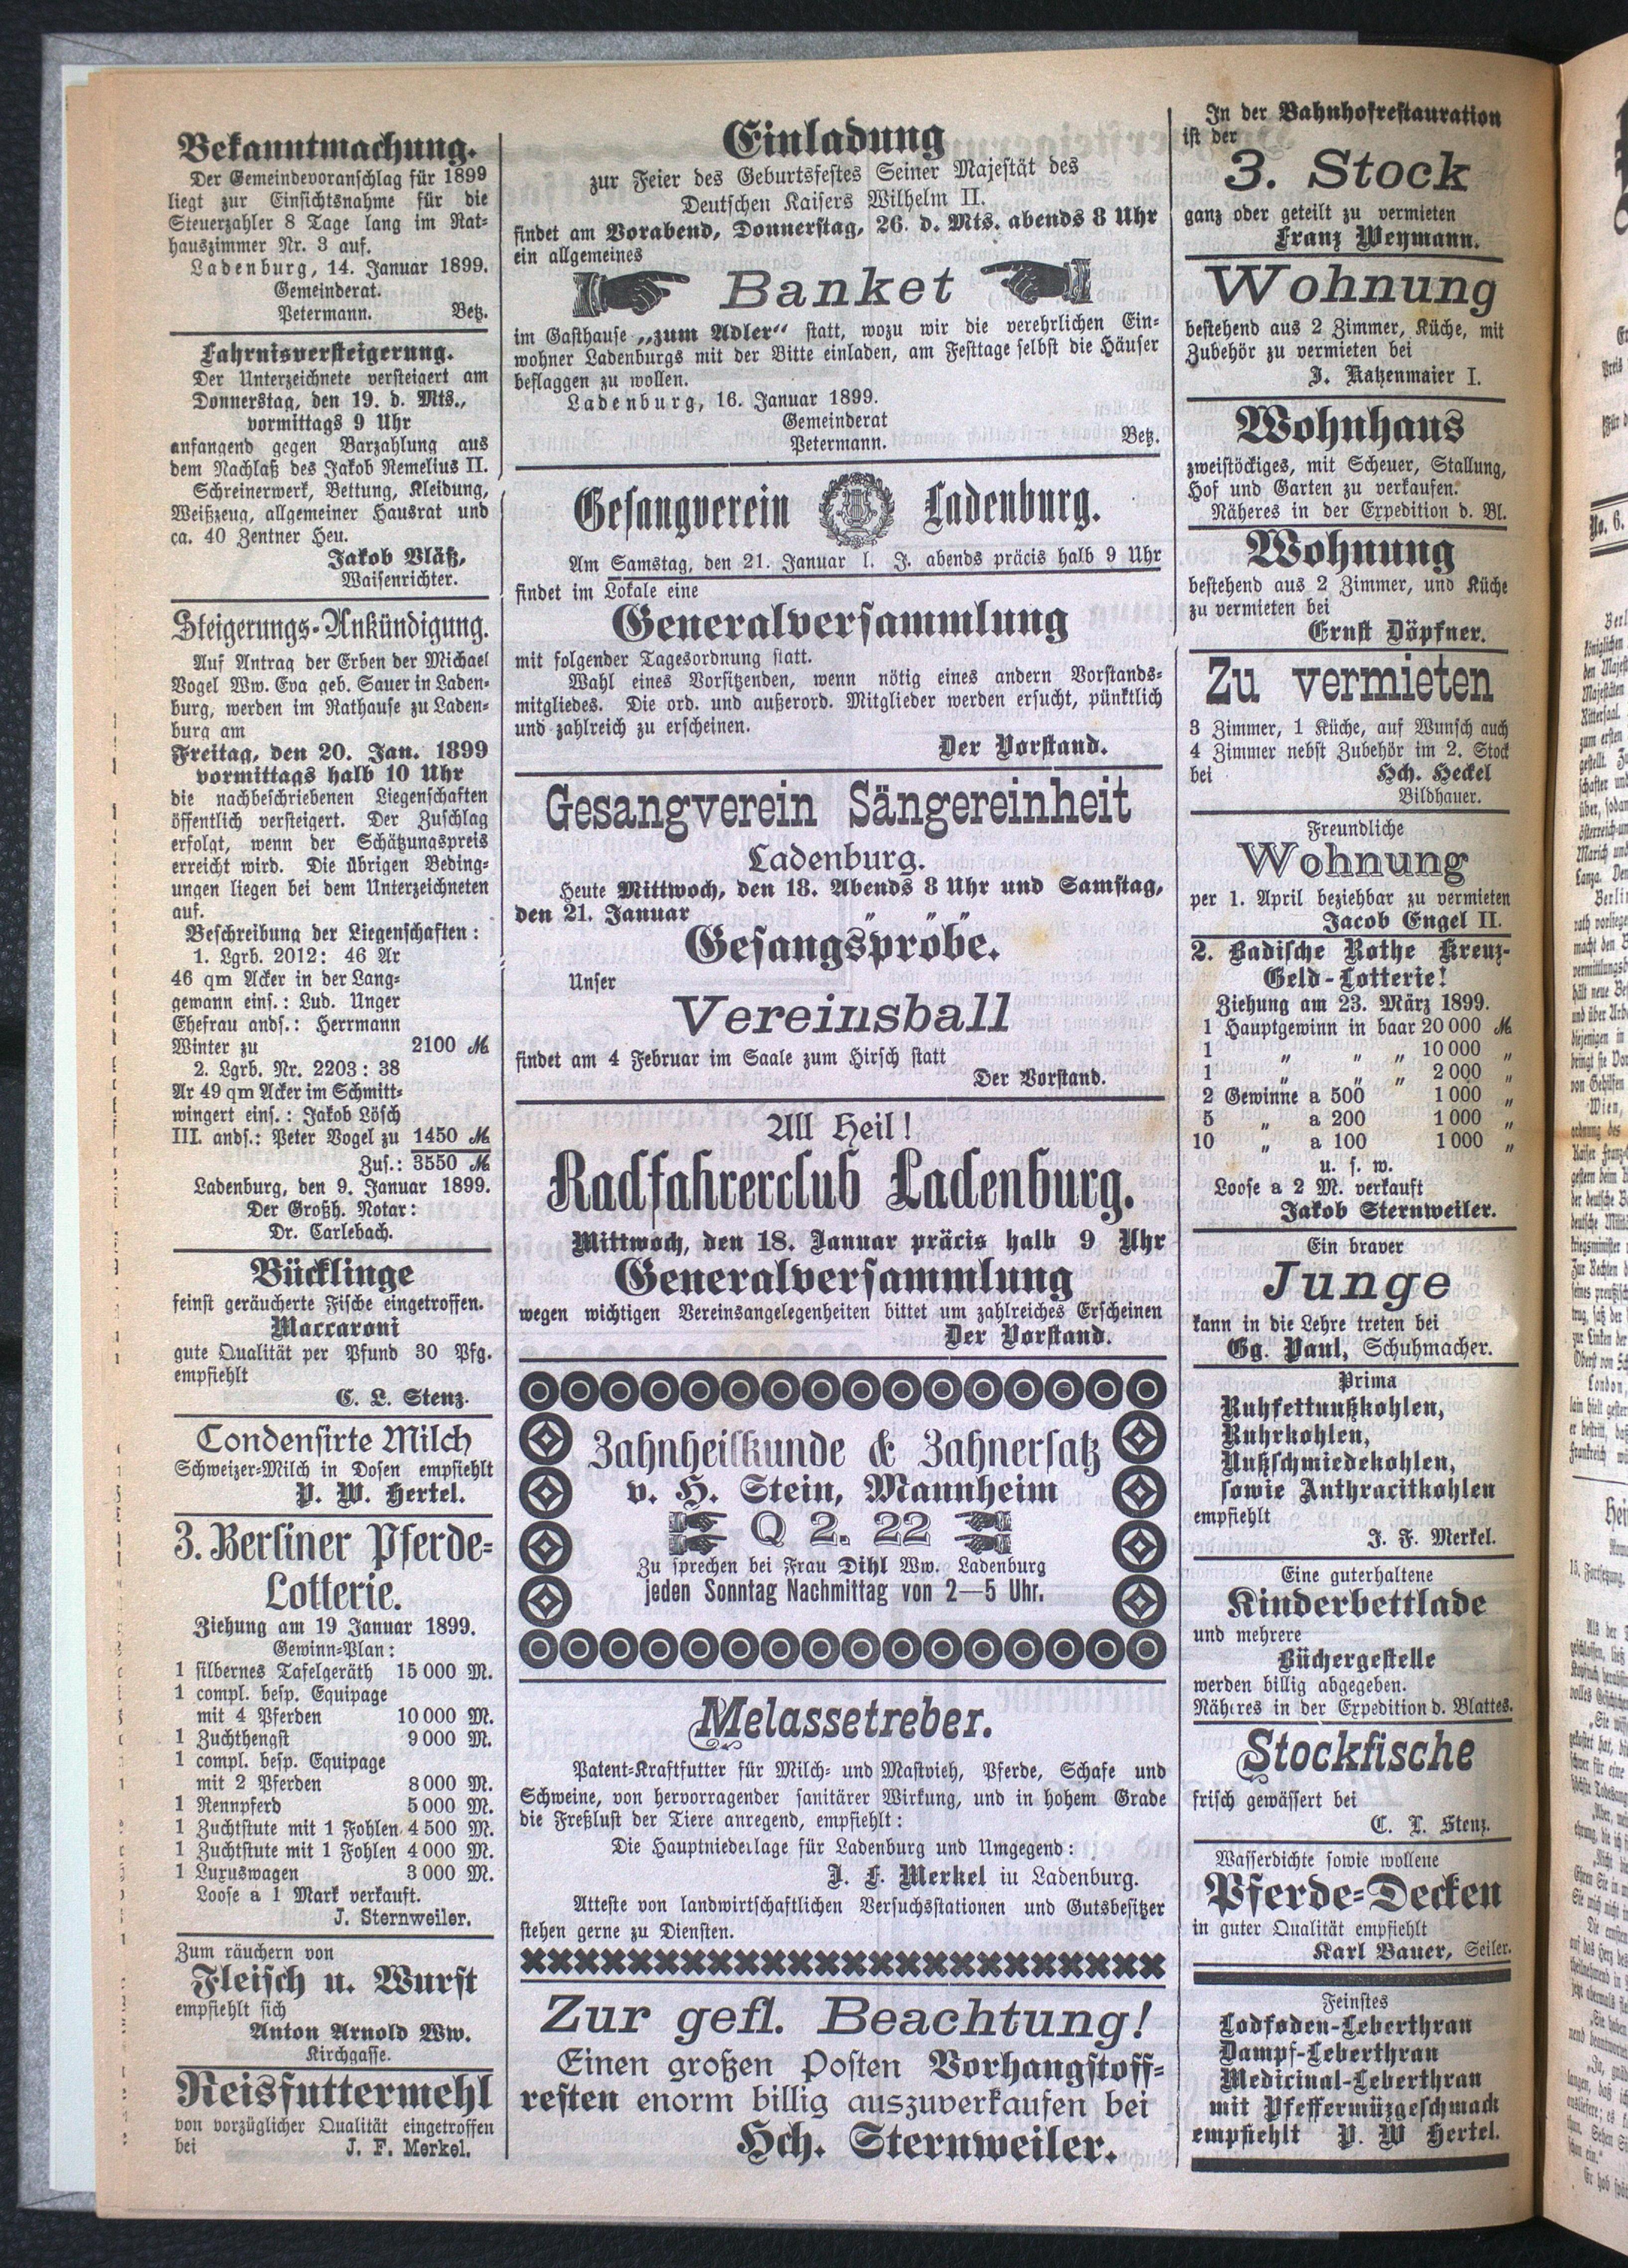 Bekanntmachung.
Der Gemeindevoranschlag für 1899
liegt zur Einsichtsnahme für die
Steuerzahler 8 Tage lang im Rat-
hauszimmer Nr. 3 auf.
Ladenburg, 14. Januar 1899.
Gemeinderat.
Petermann. Betz.
Fahrnisversteigerung.
Der Unterzeichnete versteigert am
Donnerstag, den 19. d. Mts.,
vormittags 9 Uhr
anfangend gegen Barzahlung aus
dem Nachlaß des Jakob Remelius II.
Schreinerwerk, Bettung, Kleidung,
Weißzeug, allgemeiner Hausrat und
ca. 40 Zentner Heu.
Jakob Bläß,
Waisenrichter.
Steigerungs-Ankündigung.
Auf Antrag der Erben der Michael
Vogel Ww. Eva geb. Sauer in Laden-
burg, werden im Rathause zu Laden-
burg am
Freitag, den 20. Jan. 1899
vormittags halb 10 Uhr
die nachbeschriebenen Liegenschaften
öffentlich versteigert. Der Zuschlag
erfolgt, wenn der Schätzungspreis
erreicht wird. Die übrigen Beding-
ungen liegen bei dem Unterzeichneten
auf.
Beschreibung der Liegenschaften:
1. Lgrb. 2012: 46 Ar
46 qm Acker in der Lang-
gewann eins.: Lud. Unger
Ehefrau ands.: Herrmann
Winter zu 2100 M
2. Lgrb. Nr. 2203: 38
Ar 49 qm Acker im Schmitt-
wingert eins.: Jakob Lösch
III. ands.: Peter Vogel zu 1450 M
Zus.: 3550 M
Ladenburg, den 9. Januar 1899.
Der Großh. Notar:
Dr. Carlebach.
Bücklinge
feinst geräucherte Fische eingetroffen.
Maccaroni
gute Qualität per Pfund 30 Pfg.
empfiehlt
C. L. Stenz.
Condensirte Milch
Schweizer-Milch in Dosen empfiehlt
P. W. Hertel.
3. Berliner Pferde-
Lotterie.
Ziehung am 19 Januar 1899.
Gewinn-Plan:
1 silbernes Tafelgeräth 15 000 M.
1 compl. besp. Equipage
mit 4 Pferden 10 000 M.
1 Zuchthengst 9 000 M.
1 compl. besp. Equipage
mit 2 Pferden 8 000 M.
1 Rennpferd 5 000 M.
1 Zuchtstute mit 1 Fohlen 4 500 M.
1 Zuchtstute mit 1 Fohlen 4 000 M.
1 Luxuswagen 3 000 M.
Loose a 1 Mark verkauft.
J. Sternweiler.
Zum räuchern von
Fleisch u. Wurst
empfiehlt sich
Anton Arnold Ww.
Kirchgasse.
Reisfuttermehl
von vorzüglicher Qualität eingetroffen
bei J. F. Merkel.
Einladung
zur Feier des Geburtsfestes Seiner Majestät des
Deutschen Kaisers Wilhelm II.
findet am Vorabend, Donnerstag, 26. d. Mts. abends 8 Uhr
ein allgemeines
Banket
im Gasthause „zum Adler“ statt, wozu wir die verehrlichen Ein-
wohner Ladenburgs mit der Bitte einladen, am Festtage selbst die Häuser
beflaggen zu wollen.
Ladenburg, 16. Januar 1899.
Gemeinderat
Petermann. Betz.
Gesangverein Ladenburg.
Am Samstag, den 21. Januar l. J. abends präcis halb 9 Uhr
findet im Lokale eine
Generalversammlung
mit folgender Tagesordnung statt.
Wahl eines Vorsitzenden, wenn nötig eines andern Vorstands-
mitgliedes. Die ord. und außerord. Mitglieder werden ersucht, pünktlich
und zahlreich zu erscheinen.
Der Vorstand.
Gesangverein Sängereinheit
Ladenburg.
Heute Mittwoch, den 18. Abends 8 Uhr und Samstag,
den 21. Januar
Gesangspröbe.
Unser
Vereinsball
findet am 4 Februar im Saale zum Hirsch statt
Der Vorstand.
All Heil!
Radfahrerclub Ladenburg.
Mittwoch, den 18. Januar präcis halb 9 Uhr
Generalversammlung
wegen wichtigen Vereinsangelegenheiten bittet um zahlreiches Erscheinen
Der Vorstand.
Zahnheilkunde & Zahnersatz
v. H. Stein, Mannheim
Q 2. 22
Zu sprechen bei Frau Dihl Ww. Ladenburg
jeden Sonntag Nachmittag von 2—5 Uhr.
Melassetreber.
Patent-Kraftfutter für Milch- und Mastvieh, Pferde, Schafe und
Schweine, von hervorragender sanitärer Wirkung, und in hohem Grade
die Freßlust der Tiere anregend, empfiehlt:
Die Hauptniederlage für Ladenburg und Umgegend:
J. F. Merkel in Ladenburg.
Atteste von landwirtschaftlichen Versuchsstationen und Gutsbesitzer
stehen gerne zu Diensten.
Zur gefl. Beachtung!
Einen großen Posten Vorhangstoff-
resten enorm billig auszuverkaufen bei
Hch. Sternweiler.
In der Bahnhofrestauration
ist der
3. Stock
ganz oder geteilt zu vermieten
Franz Weymann.
Wohnung
bestehend aus 2 Zimmer, Küche, mit
Zubehör zu vermieten bei
J. Katzenmaier I.
Wohnhaus
zweistöckiges, mit Scheuer, Stallung,
Hof und Garten zu verkaufen.
Näheres in der Expedition d. Bl.
Wohnung
bestehend aus 2 Zimmer, und Küche
zu vermieten bei
Ernst Döpfner.
Zu vermieten
3 Zimmer, 1 Küche, auf Wunsch auch
4 Zimmer nebst Zubehör im 2. Stock
bei Hch. Heckel
Bildhauer.
Freundliche
Wohnung
per 1. April beziehbar zu vermieten
Jacob Engel II.
2. Badische Rothe Kreuz-
Geld-Lotterie!
Ziehung am 23. März 1899.
1 Hauptgewinn in baar 20 000 M.
1 „ „ „ 10 000 „
1 „ „ „ 2 000 „
2 Gewinne a 500 1 000 „
5 „ a 200 1 000 „
10 „ a 100 1 000 „
u. s. w.
Loose a 2 M. verkauft
Jakob Sternweiler.
Ein braver
Junge
kann in die Lehre treten bei
Gg. Paul, Schuhmacher.
Prima
Ruhfettnußkohlen,
Ruhrkohlen,
Nußschmiedekohlen,
sowie Anthracitkohlen
empfiehlt
J. F. Merkel.
Eine guterhaltene
Kinderbettlade
und mehrere
Büchergestelle
werden billig abgegeben.
Näheres in der Expedition d. Blattes.
Stockfische
frisch gewässert bei
C. L. Stenz.
Wasserdichte sowie wollene
Pferde-Decken
in guter Qualität empfiehlt
Karl Bauer, Seiler.
Feinstes
Lodfoden-Leberthran
Dampf-Leberthran
Medicinal-Leberthran
mit Pfeffermüzgeschmack
empfiehlt P. W Hertel.